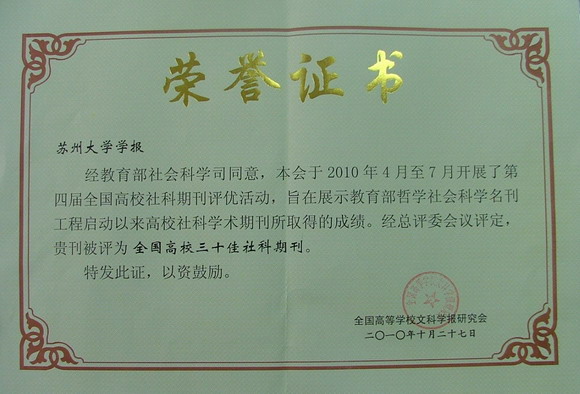 荣誉证书
苏州大学学报
经教育部社会科学司同意，本会于2010年4月至7月开展了第
四届全国高校社科期刊评优活动，旨在展示教育部哲学社会科学名刊
工程启动以来高校社科学术期刊所取得的成绩。经总评委会议评定，
贵刊被评为 全国高校三十佳社科期刊。
特发此证，以资鼓励。
全国高等学校文科学报研究会
二〇一〇年十月二十七日